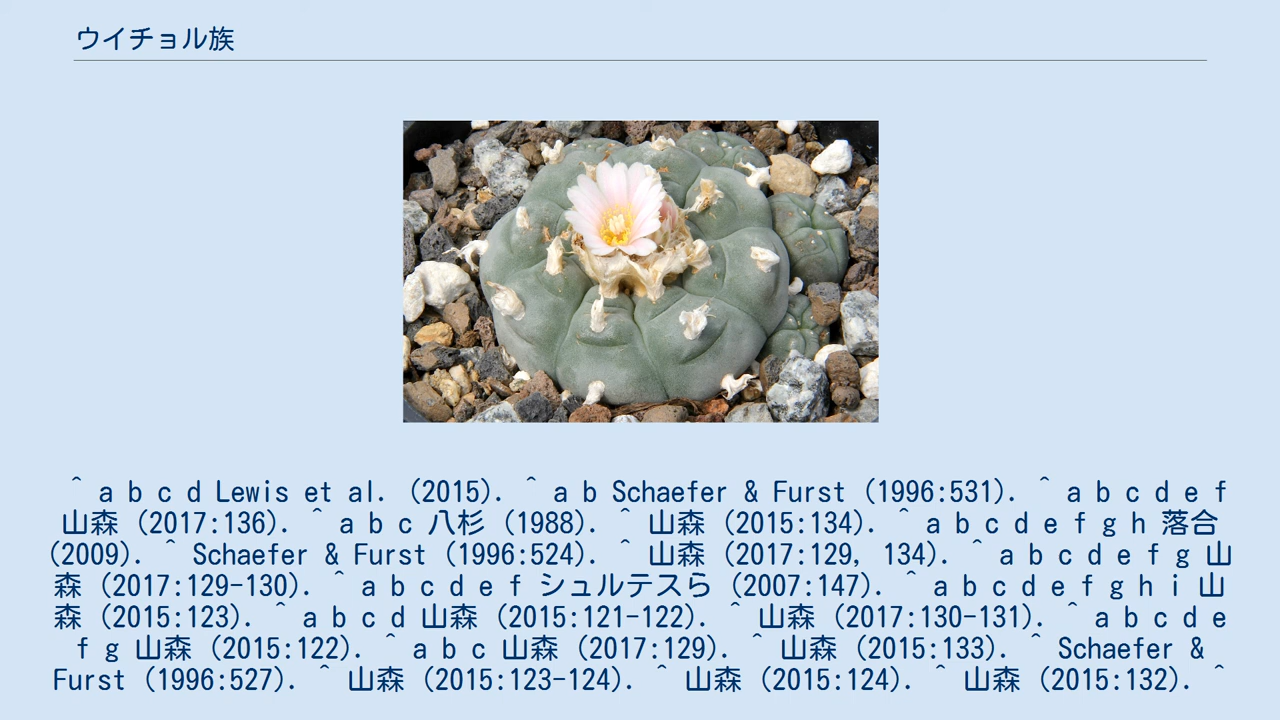 ウイチョル族
^ a b c d Lewis et al. (2015). ^ a b Schaefer & Furst (1996:531). ^ a b c d e f
山森 (2017:136). ^ a b c 八杉 (1988). ^ 山森 (2015:134). ^ a b c d e f g h 落合
(2009). ^ Schaefer & Furst (1996:524). ^ 山森 (2017:129, 134). ^ a b c d e f g 山
森 (2017:129-130). ^ a b c d e f シュルテスら (2007:147). ^ a b c d e f g h i 山
森 (2015:123). ^ a b c d 山森 (2015:121-122). ^ 山森 (2017:130-131). ^ a b c d e
f g 山森 (2015:122). ^ a b c 山森 (2017:129). ^ 山森 (2015:133). ^ Schaefer &
Furst (1996:527). ^ 山森 (2015:123-124). ^ 山森 (2015:124). ^ 山森 (2015:132). ^